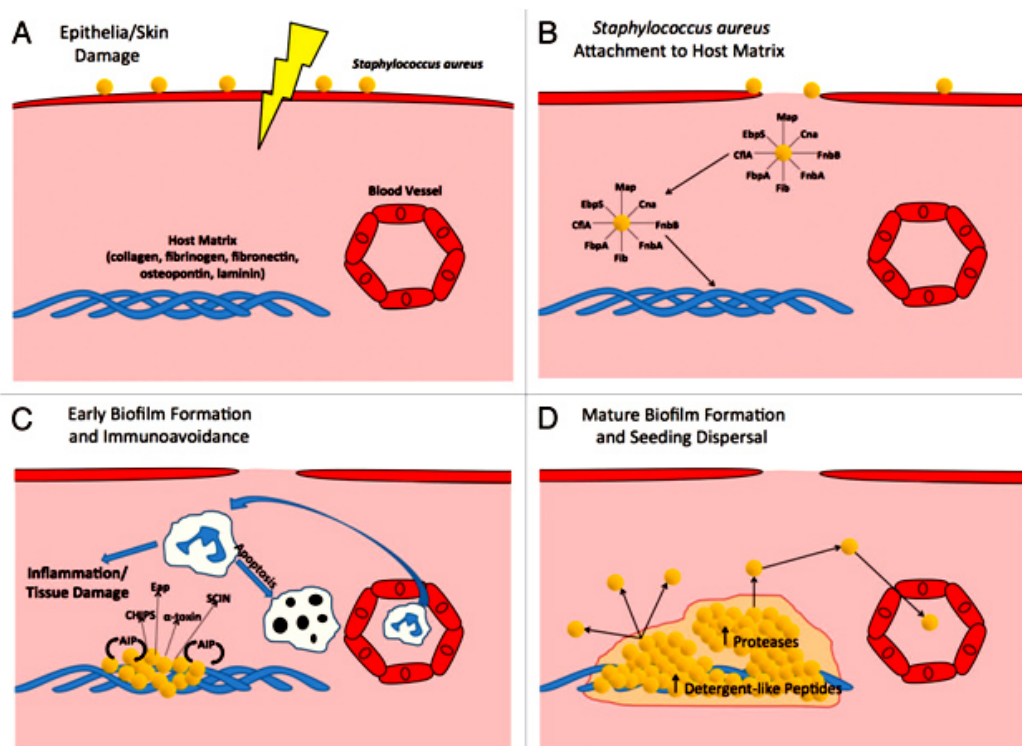 A
Epithelia/Skin
Damage
Staphylococcus aureus
Blood Vessel
Host Matrix
(collagen, fibrinogen, fibronectin,
osteopontin, laminin)
B
Staphylococcus aureus
Attachment to Host Matrix
Map
EbpS
Cna
CflA
FnbB
FbpA
FnbA
Fib
Map
EbpS
Cna
CflA
FnbB
FbpA
FnbA
Fib
C
Early Biofilm Formation
and Immunoavoidance
Apoptosis
Inflammation/
Tissue Damage
Eap
SCIN
CHIPS
α-toxin
AIP
AIP
D
Mature Biofilm Formation
and Seeding Dispersal
Proteases
Detergent-like Peptides